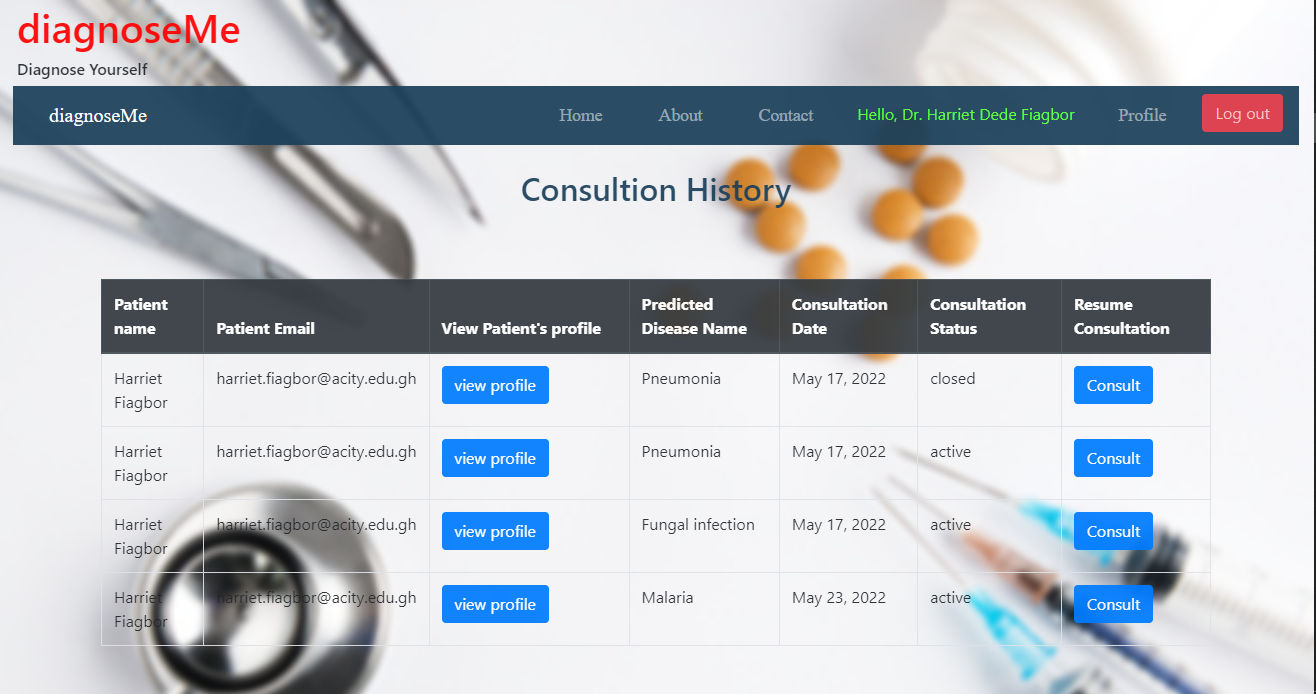 diagnoseMe
Diagnose Yourself
diagnoseMe Home About Contact Hello, Dr. Harriet Dede Fiagbor Profile Log out
Consultion History
Patient name Patient Email View Patient's profile Predicted Disease Name Consultation Date Consultation Status Resume Consultation
Harriet Fiagbor harriet.fiagbor@acity.edu.gh view profile Pneumonia May 17, 2022 closed Consult
Harriet Fiagbor harriet.fiagbor@acity.edu.gh view profile Pneumonia May 17, 2022 active Consult
Harriet Fiagbor harriet.fiagbor@acity.edu.gh view profile Fungal infection May 17, 2022 active Consult
Harriet Fiagbor harriet.fiagbor@acity.edu.gh view profile Malaria May 23, 2022 active Consult